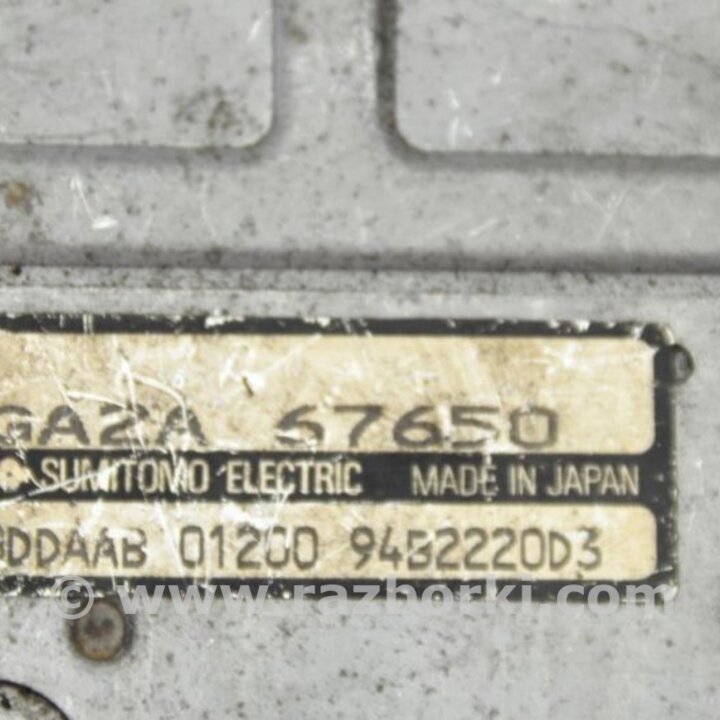 GA2A 67650
SUMITOMO ELECTRIC MADE IN JAPAN
DDAAB 01200 94B2220D3
© www.razborki.com